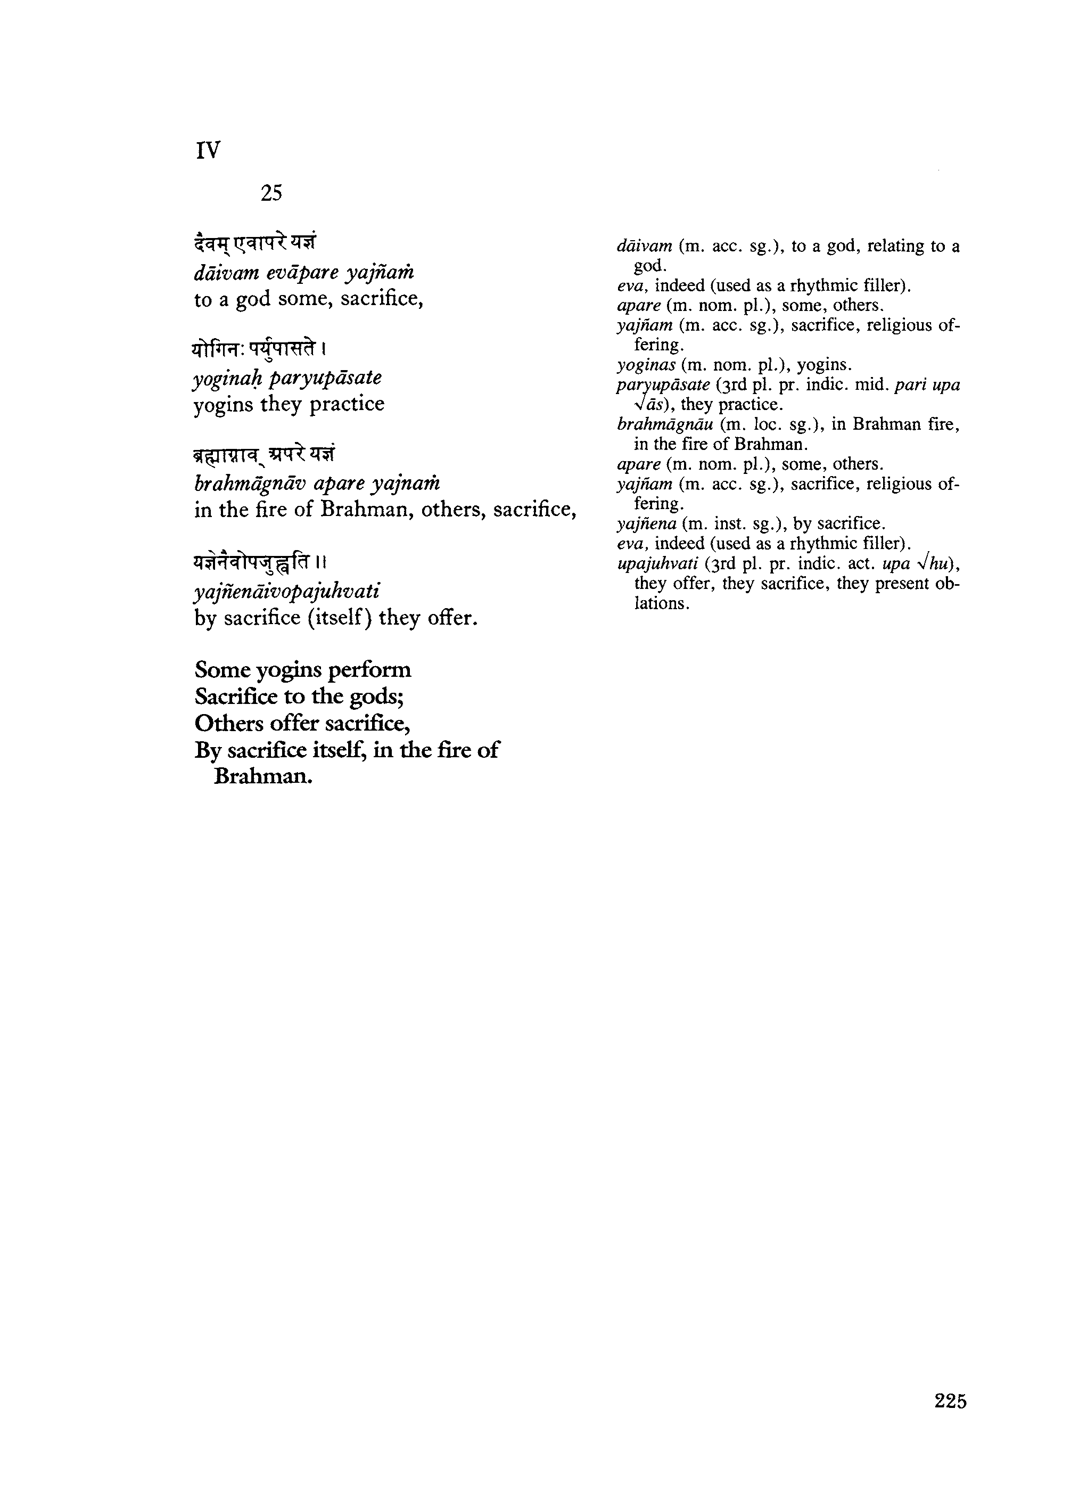 IV
25
दैवम् एवापरे यज्ञं
dāivam evāpare yajñaṁ
to a god some, sacrifice,
योगिनः पर्युपासते ।
yoginaḥ paryupāsate
yogins they practice
ब्रह्माग्नाव् अपरे यज्ञं
brahmāgnāv apare yajnaṁ
in the fire of Brahman, others, sacrifice,
यज्ञेनैवोपजुह्वति ।।
yajñenāivopajuhvati
by sacrifice (itself) they offer.
Some yogins perform
Sacrifice to the gods;
Others offer sacrifice,
By sacrifice itself, in the fire of
Brahman.
dāivam (m. acc. sg.), to a god, relating to a
god.
eva, indeed (used as a rhythmic filler).
apare (m. nom. pl.), some, others.
yajñam (m. acc. sg.), sacrifice, religious of-
fering.
yoginas (m. nom. pl.), yogins.
paryupāsate (3rd pl. pr. indic. mid. pari upa
√ās), they practice.
brahmāgnāu (m. loc. sg.), in Brahman fire,
in the fire of Brahman.
apare (m. nom. pl.), some, others.
yajñam (m. acc. sg.), sacrifice, religious of-
fering.
yajñena (m. inst. sg.), by sacrifice.
eva, indeed (used as a rhythmic filler).
upajuhvati (3rd pl. pr. indic. act. upa √hu),
they offer, they sacrifice, they present ob-
lations.
225